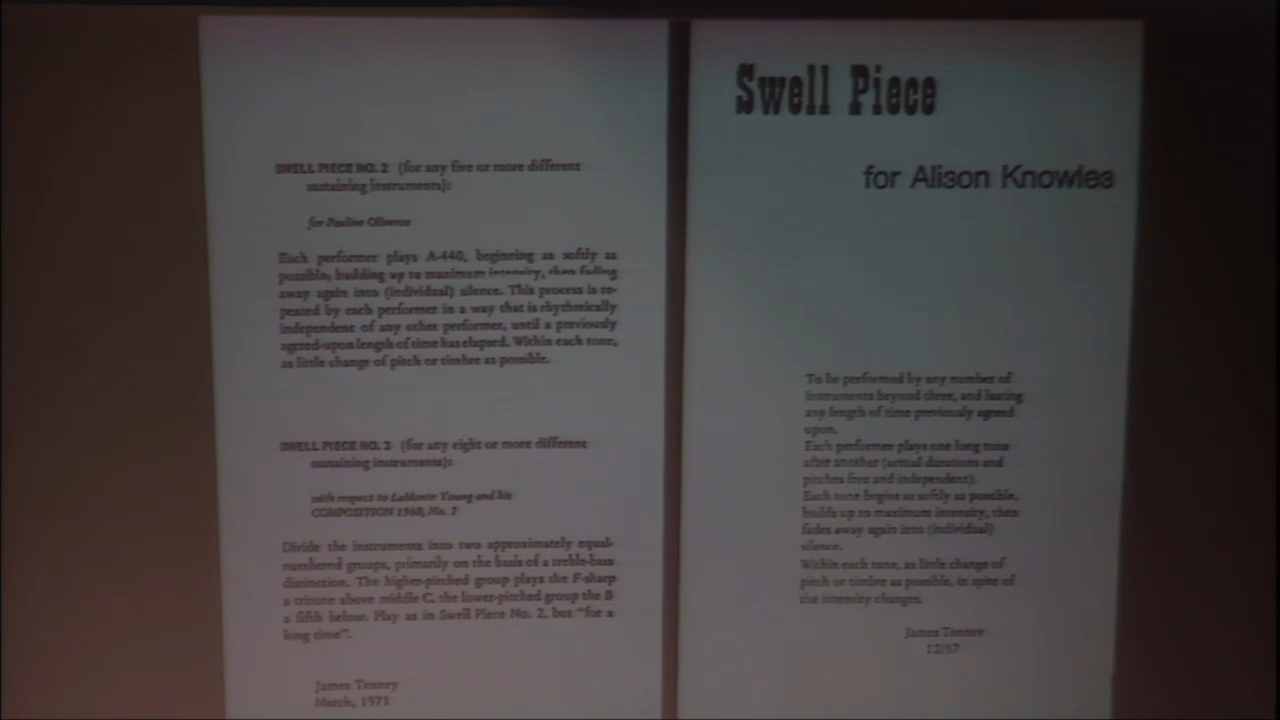 SWELL PIECE NO. 2 (for any five or more different
sustaining instruments):
for Pauline Oliveros
Each performer plays A-440, beginning as softly as
possible, building up to maximum intensity, then fading
away again into (individual) silence. This process is re-
peated by each performer in a way that is rhythmically
independent of any other performer, until a previously
agreed-upon length of time has elapsed. Within each tone,
as little change of pitch or timbre as possible.
SWELL PIECE NO. 3 (for any eight or more different
sustaining instruments):
with respect to LaMonte Young and his
COMPOSITION 1960, No. 7
Divide the instruments into two approximately equal-
numbered groups, primarily on the basis of a treble-bass
distinction. The higher-pitched group plays the F-sharp
a tritone above middle C, the lower-pitched group the B
a fifth below. Play as in Swell Piece No. 2, but "for a
long time".
James Tenney
March, 1971
Swell Piece
for Alison Knowles
To be performed by any number of
instruments beyond three, and lasting
any length of time previously agreed
upon.
Each performer plays one long tone
after another (actual durations and
pitches free and independent).
Each tone begins as softly as possible,
builds up to maximum intensity, then
fades away again into (individual)
silence.
Within each tone, as little change of
pitch or timbre as possible, in spite of
the intensity changes.
James Tenney
12/67